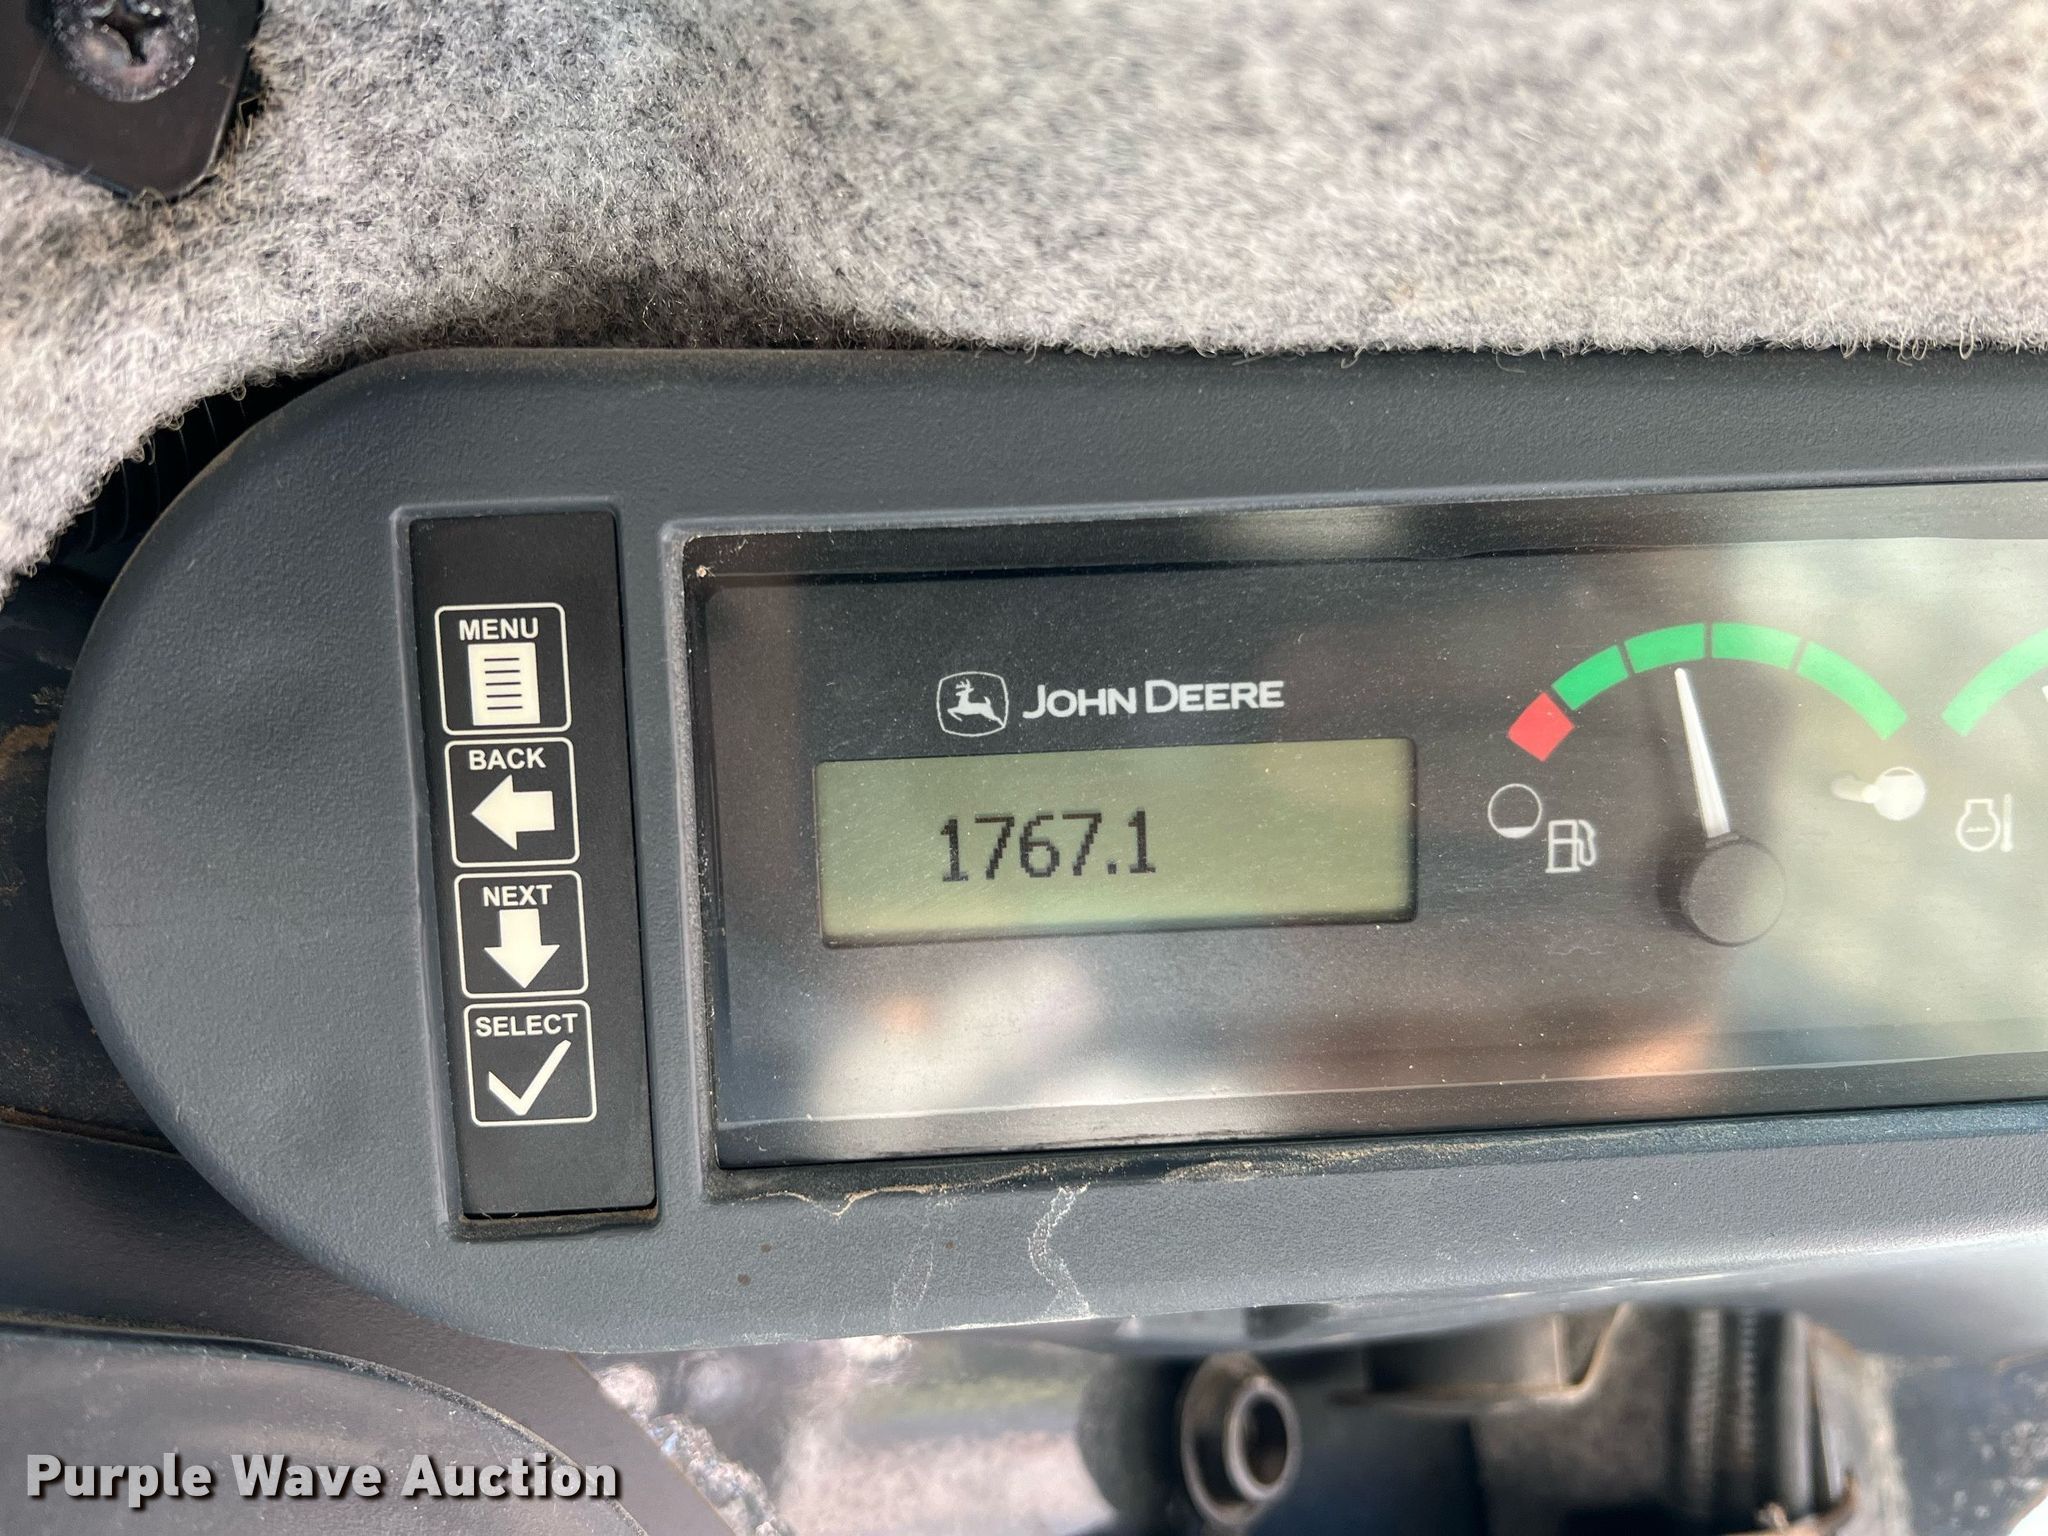 MENU
BACK
NEXT
SELECT
JOHN DEERE
1767.1
Purple Wave Auction